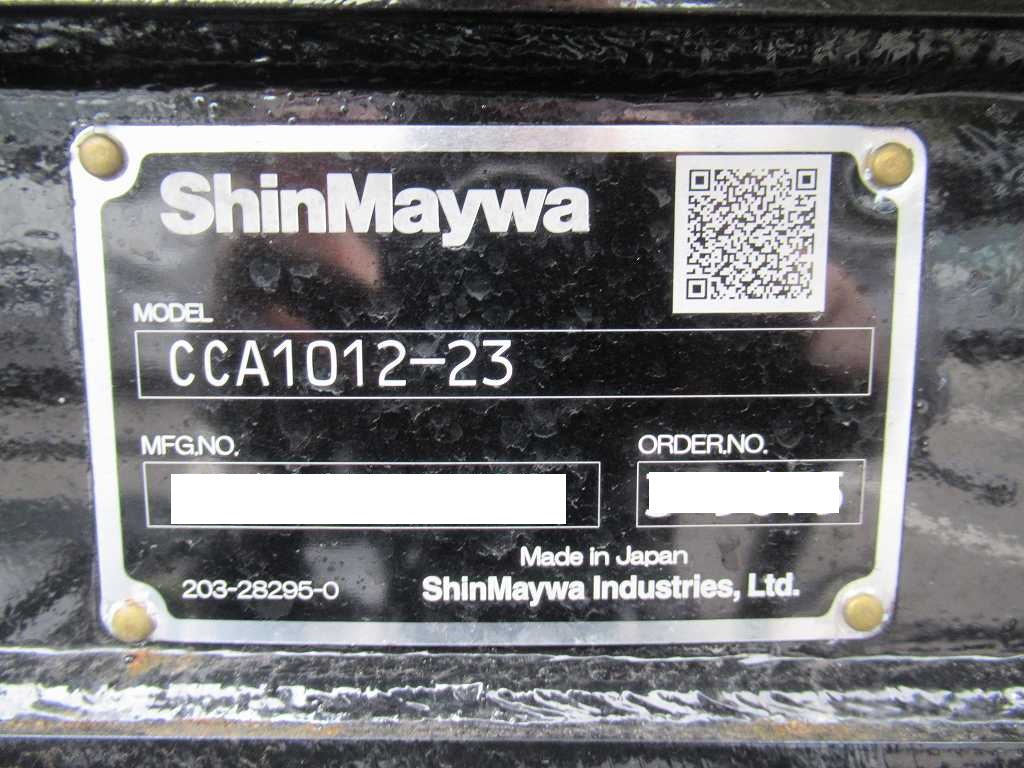 ShinMaywa
MODEL
CCA1012-23
MFG.NO.
ORDER.NO.
Made in Japan
203-28295-0
ShinMaywa Industries, Ltd.